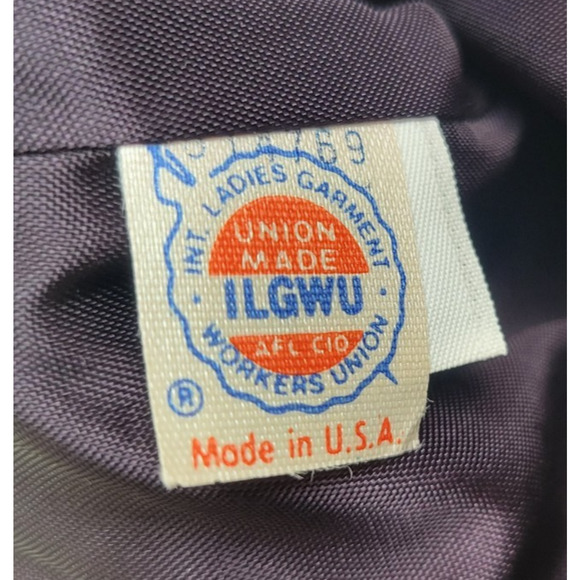 INT. LADIES GARMENT
UNION
MADE
ILGWU
AFL CIO
WORKERS UNION
®
Made in U.S.A.